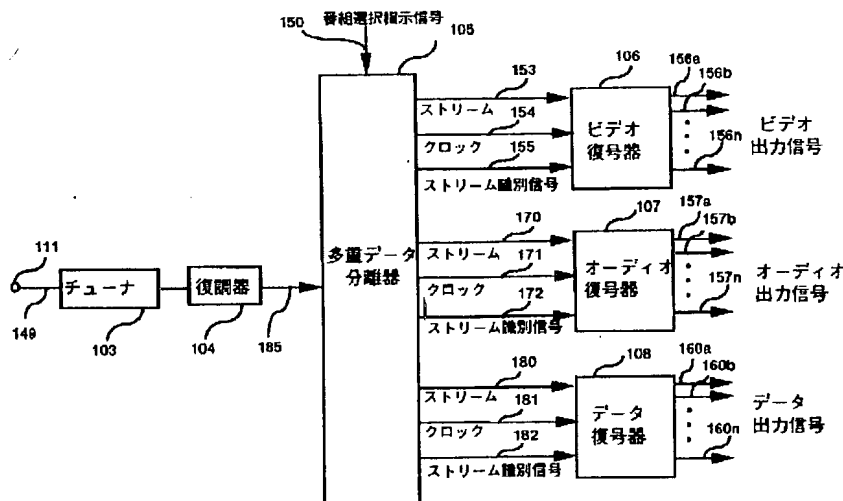 150
番組選択指示信号
105
153
ストリーム
154
クロック
155
ストリーム識別信号
106
ビデオ
復号器
156a
156b
156n
ビデオ
出力信号
111
149
チューナ
103
復調器
104
185
多重データ
分離器
170
ストリーム
171
クロック
172
ストリーム識別信号
107
オーディオ
復号器
157a
157b
157n
オーディオ
出力信号
180
ストリーム
181
クロック
182
ストリーム識別信号
108
データ
復号器
160a
160b
160n
データ
出力信号